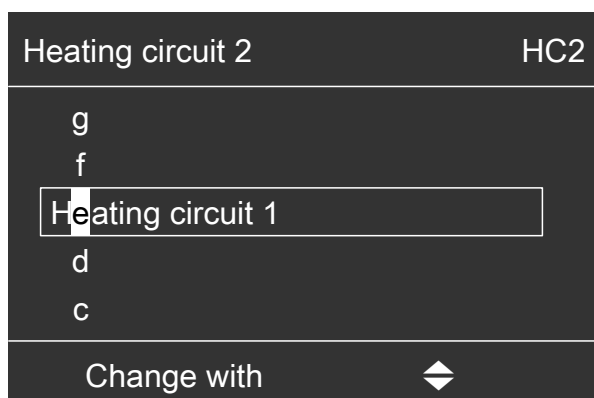 Heating circuit 2 HC2
g
f
Heating circuit 1
d
c
Change with